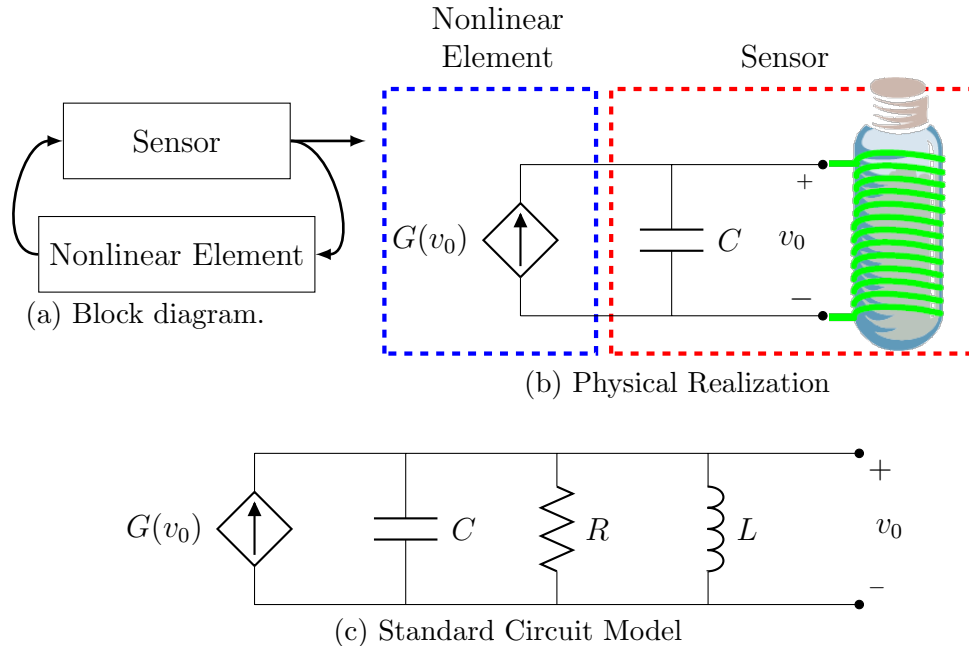 Nonlinear
Element
Sensor
Sensor
Nonlinear Element
(a) Block diagram.
G(v₀)
C
+
v₀
−
(b) Physical Realization
G(v₀)
C
R
L
+
v₀
-
(c) Standard Circuit Model